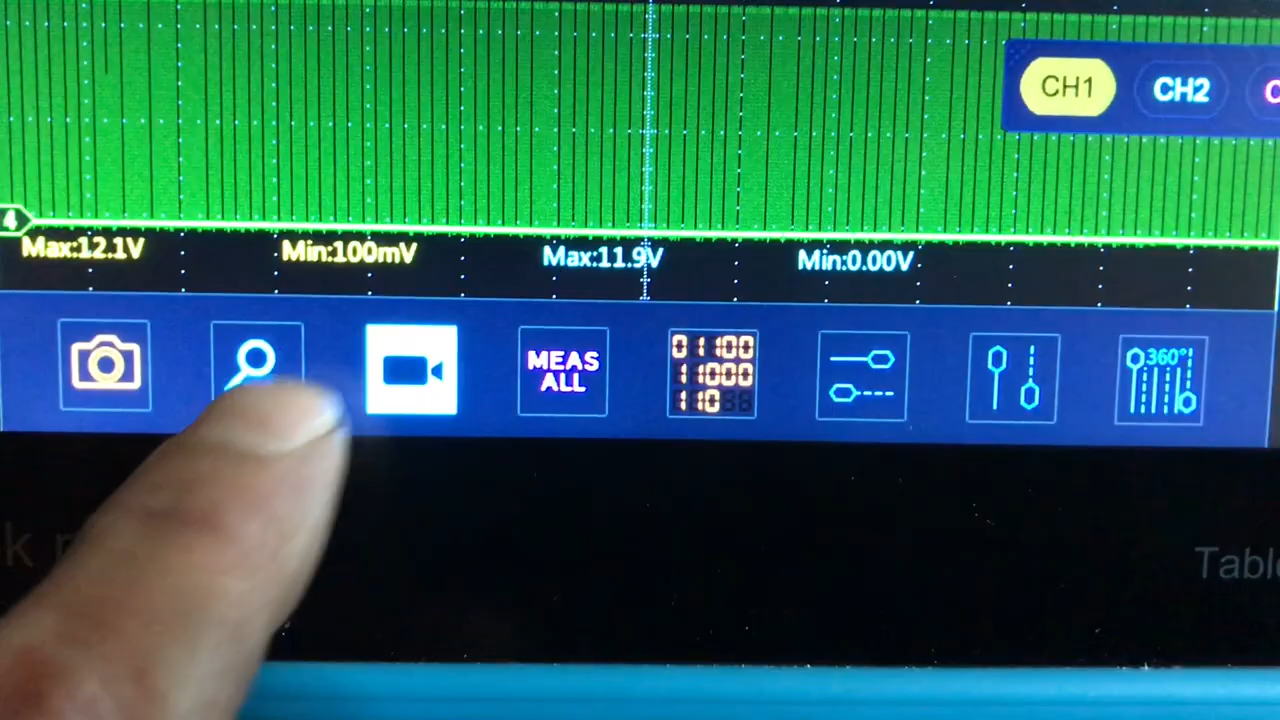 CH1 CH2
4
Max:12.1V Min:100mV Max:11.9V Min:0.00V
MEAS
ALL
01100
11000
110
360°